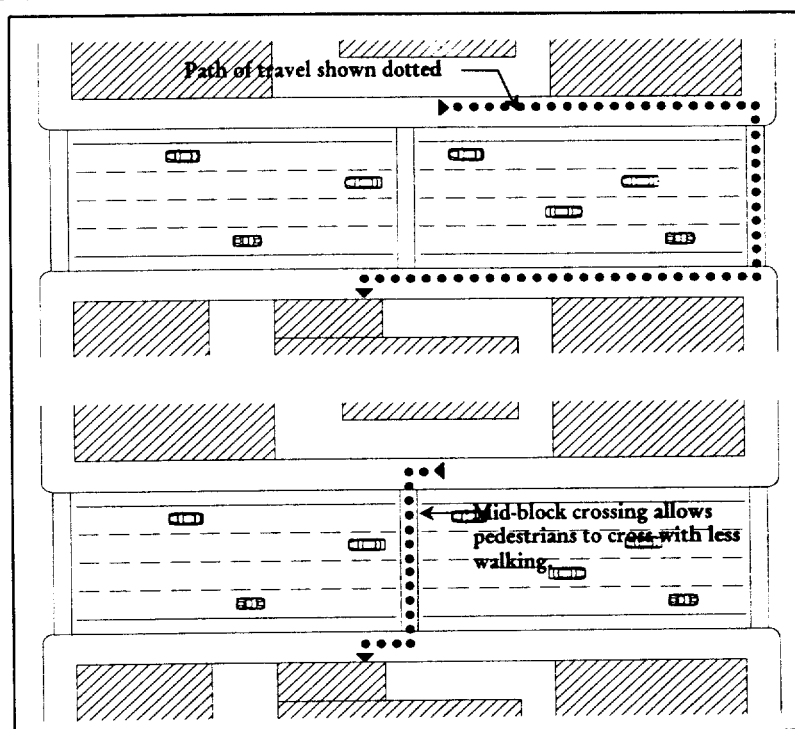 Path of travel shown dotted
Mid-block crossing allows
pedestrians to cross with less
walking.